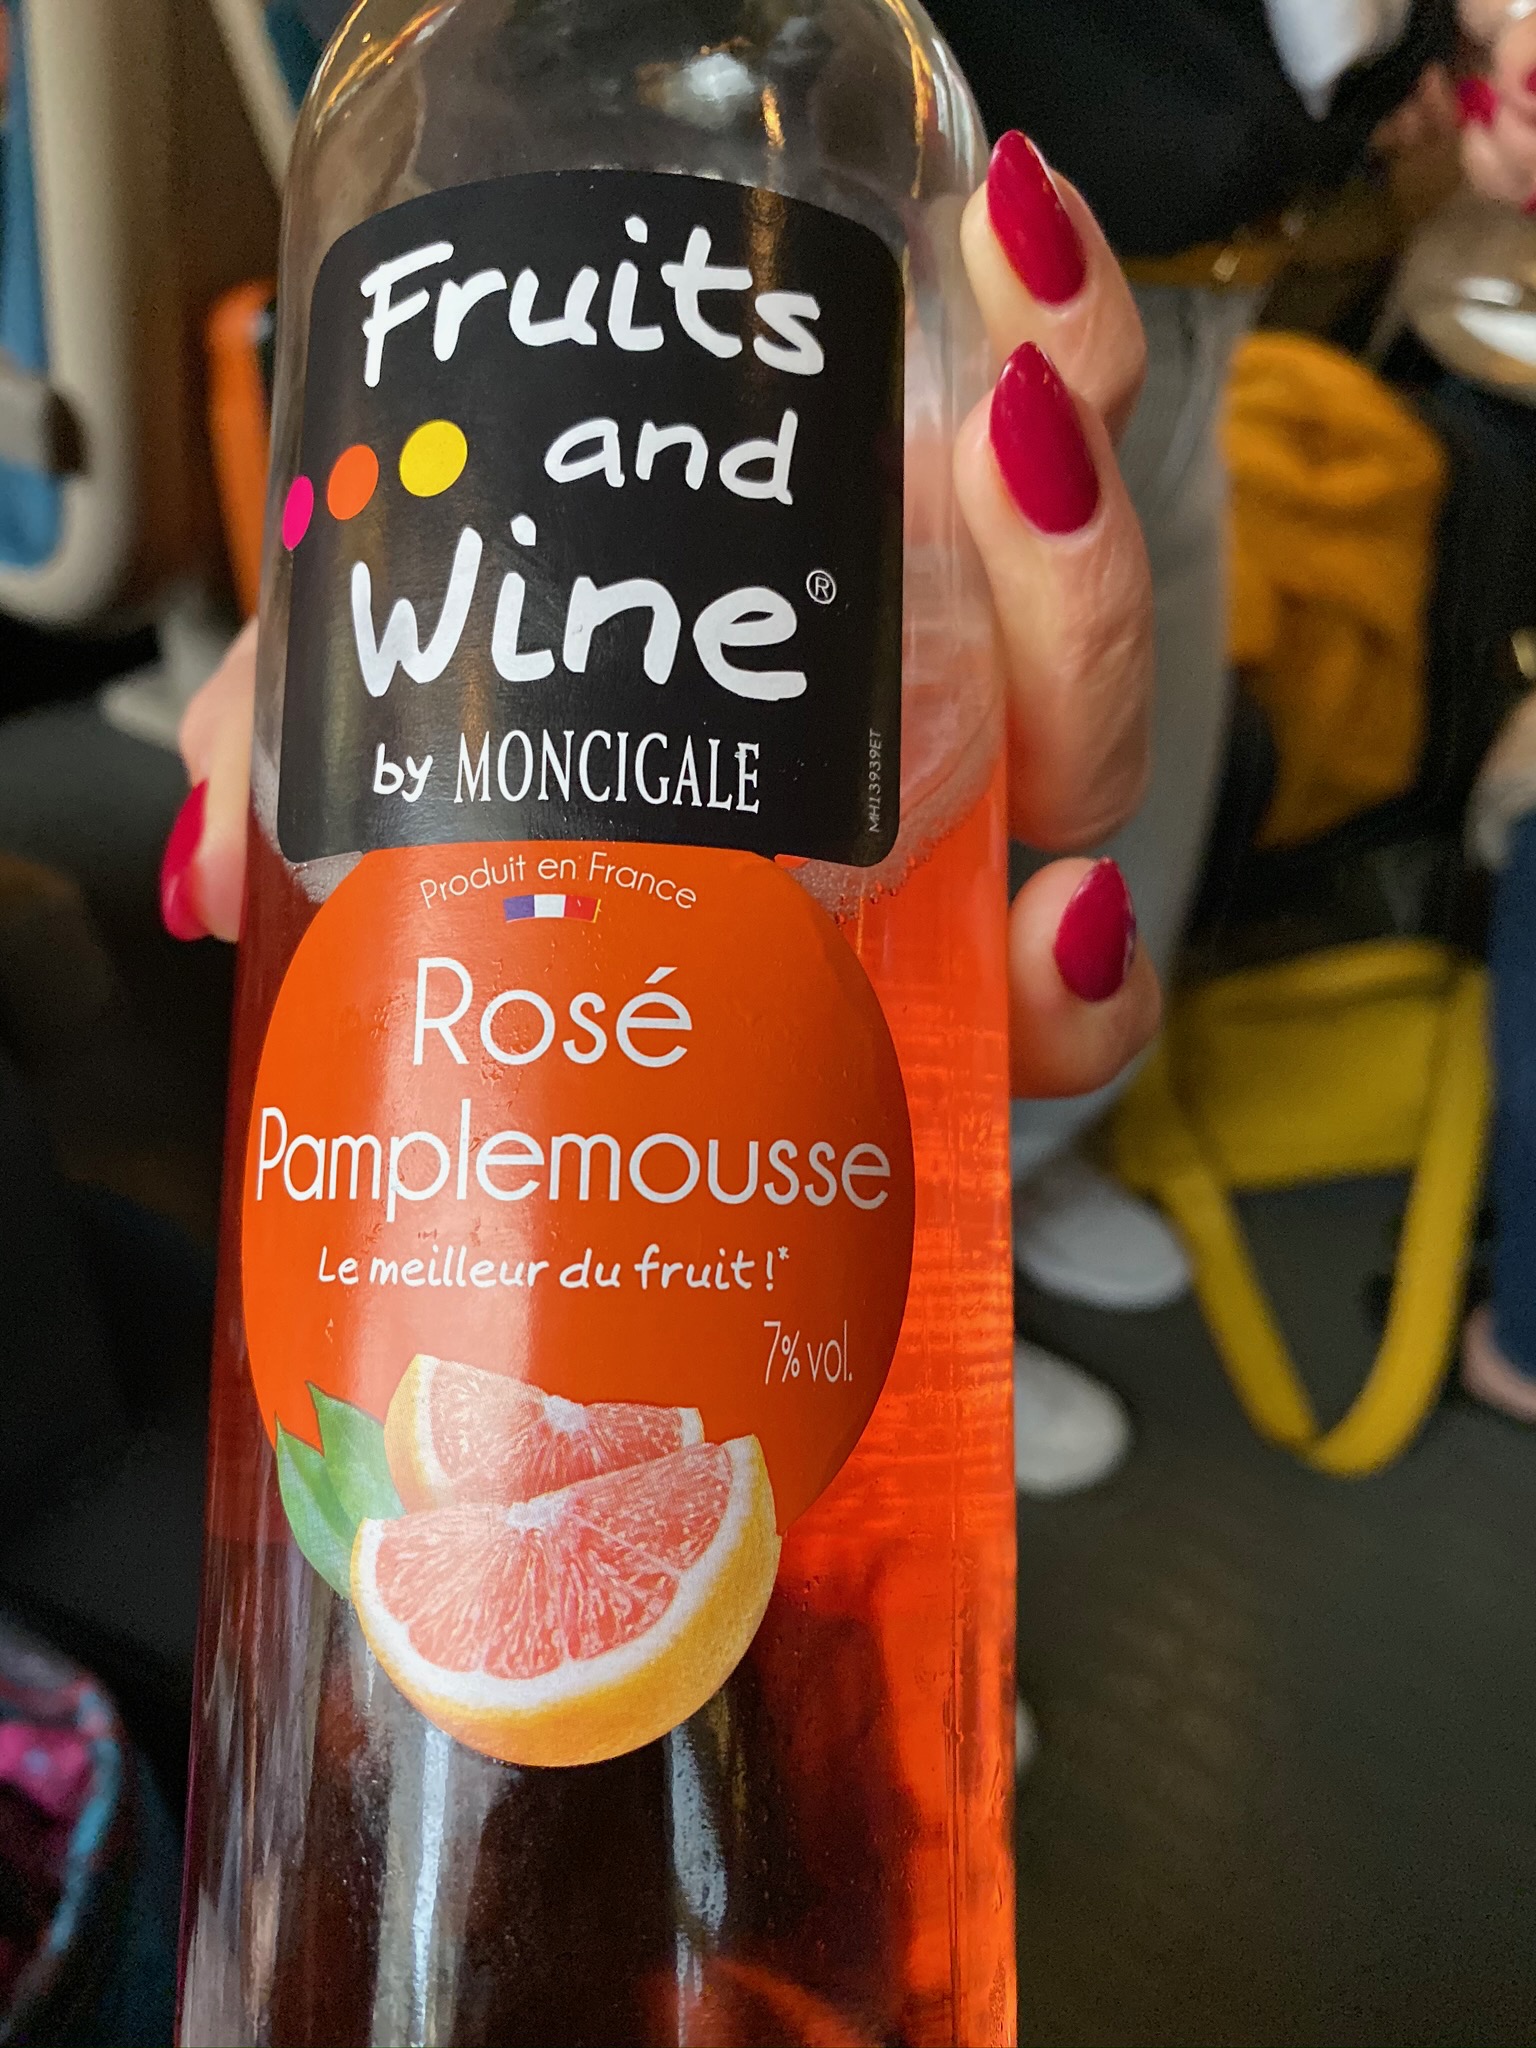 Fruits
and
Wine®
by MONCIGALE
MH13939ET
Produit en France
Rosé
Pamplemousse
Le meilleur du fruit !*
7% vol.